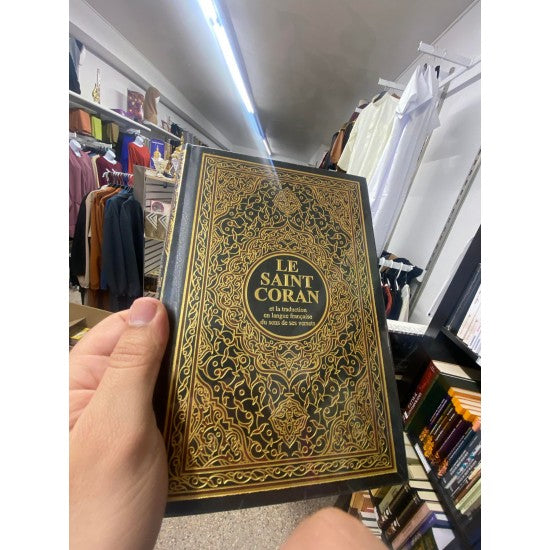 LE
SAINT
CORAN
et la traduction
en langue française
du sens de ses versets